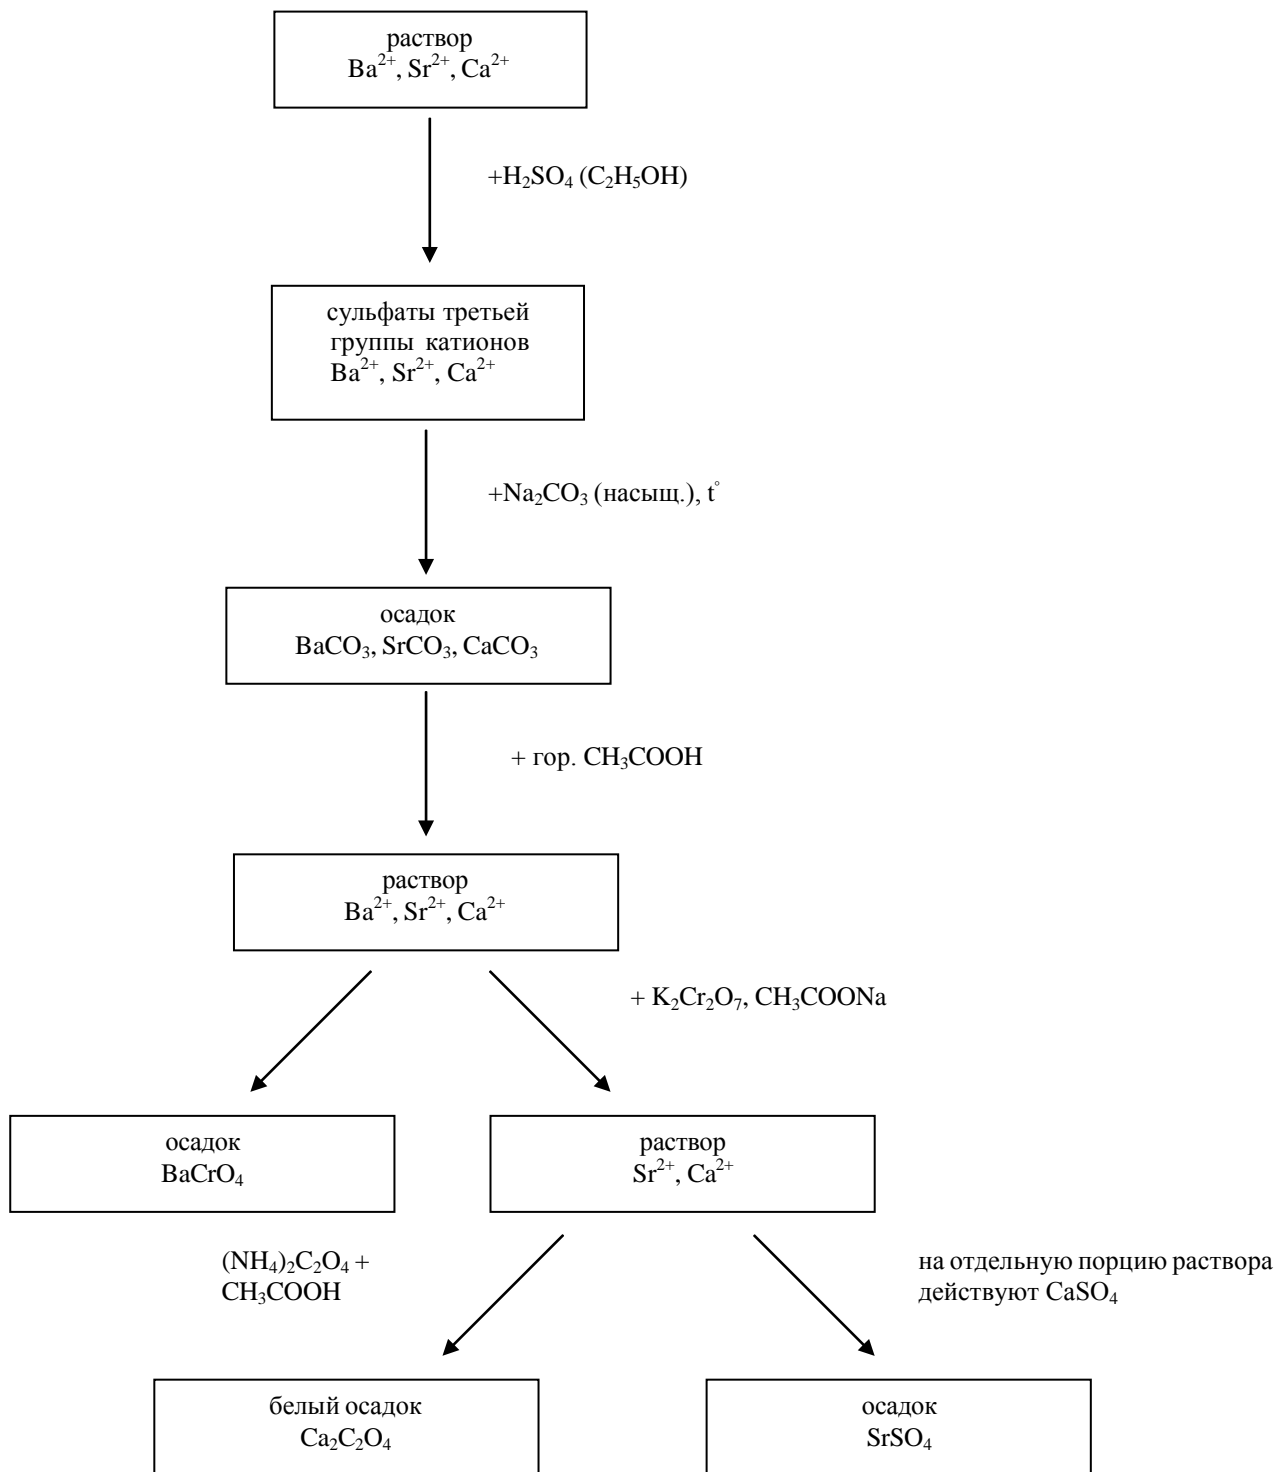 раствор
Ba²⁺, Sr²⁺, Ca²⁺
+H₂SO₄ (C₂H₅OH)
сульфаты третьей
группы катионов
Ba²⁺, Sr²⁺, Ca²⁺
+Na₂CO₃ (насыщ.), t°
осадок
BaCO₃, SrCO₃, CaCO₃
+ гор. CH₃COOH
раствор
Ba²⁺, Sr²⁺, Ca²⁺
+ K₂Cr₂O₇, CH₃COONa
осадок
BaCrO₄
раствор
Sr²⁺, Ca²⁺
(NH₄)₂C₂O₄ +
CH₃COOH
на отдельную порцию раствора
действуют CaSO₄
белый осадок
Ca₂C₂O₄
осадок
SrSO₄